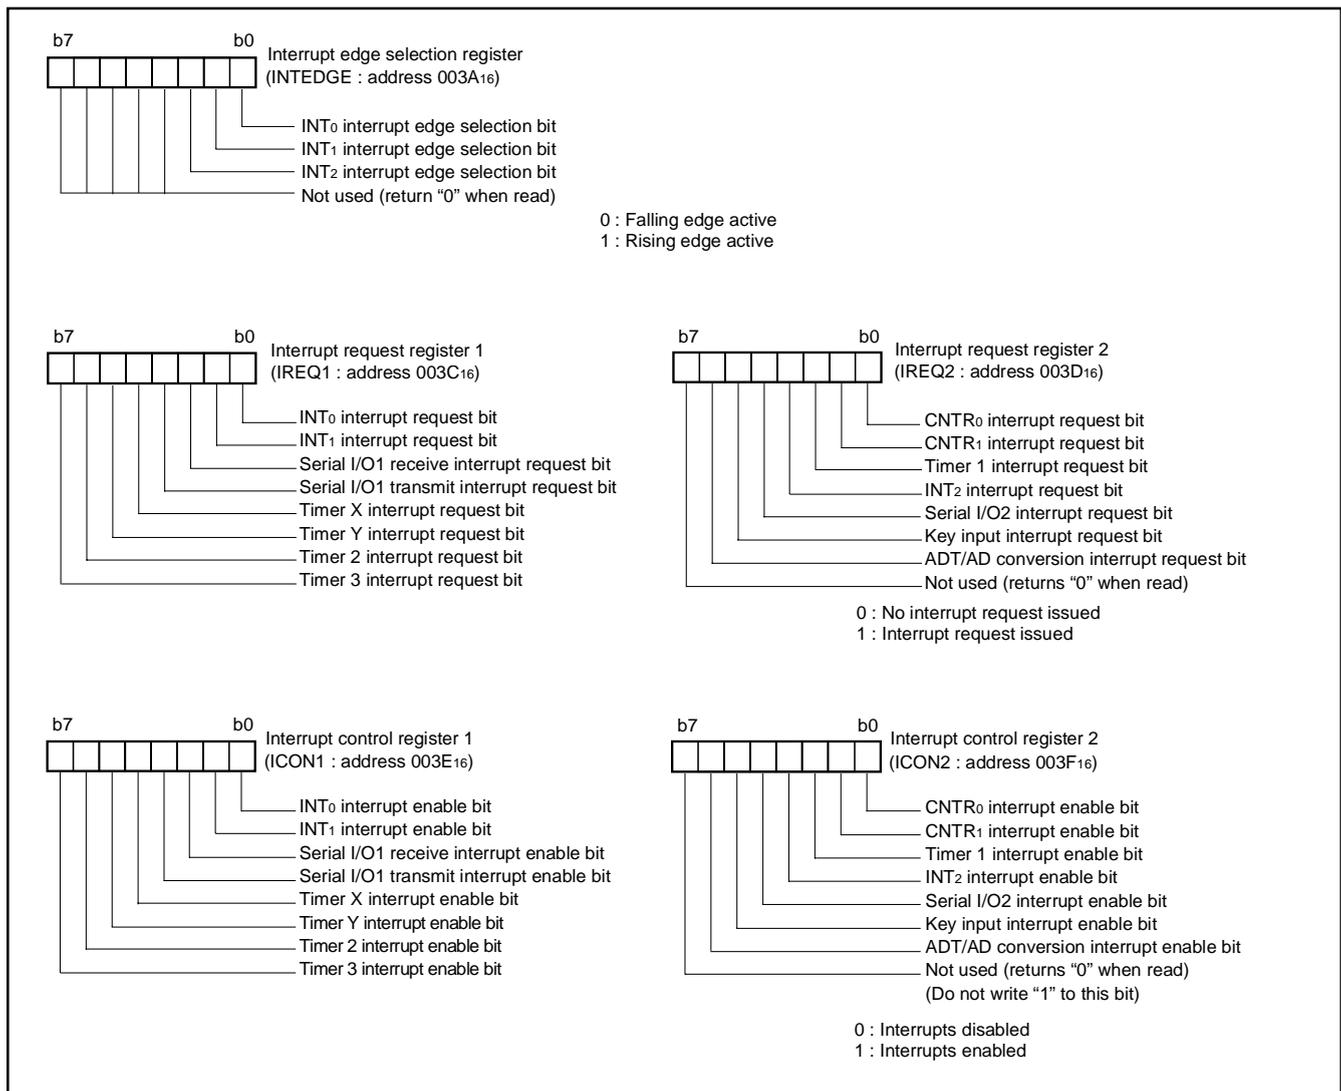 b7 b0
Interrupt edge selection register
(INTEDGE : address 003A16)
INT0 interrupt edge selection bit
INT1 interrupt edge selection bit
INT2 interrupt edge selection bit
Not used (return “0” when read)
0 : Falling edge active
1 : Rising edge active
b7 b0
Interrupt request register 1
(IREQ1 : address 003C16)
INT0 interrupt request bit
INT1 interrupt request bit
Serial I/O1 receive interrupt request bit
Serial I/O1 transmit interrupt request bit
Timer X interrupt request bit
Timer Y interrupt request bit
Timer 2 interrupt request bit
Timer 3 interrupt request bit
b7 b0
Interrupt request register 2
(IREQ2 : address 003D16)
CNTR0 interrupt request bit
CNTR1 interrupt request bit
Timer 1 interrupt request bit
INT2 interrupt request bit
Serial I/O2 interrupt request bit
Key input interrupt request bit
ADT/AD conversion interrupt request bit
Not used (returns “0” when read)
0 : No interrupt request issued
1 : Interrupt request issued
b7 b0
Interrupt control register 1
(ICON1 : address 003E16)
INT0 interrupt enable bit
INT1 interrupt enable bit
Serial I/O1 receive interrupt enable bit
Serial I/O1 transmit interrupt enable bit
Timer X interrupt enable bit
Timer Y interrupt enable bit
Timer 2 interrupt enable bit
Timer 3 interrupt enable bit
b7 b0
Interrupt control register 2
(ICON2 : address 003F16)
CNTR0 interrupt enable bit
CNTR1 interrupt enable bit
Timer 1 interrupt enable bit
INT2 interrupt enable bit
Serial I/O2 interrupt enable bit
Key input interrupt enable bit
ADT/AD conversion interrupt enable bit
Not used (returns “0” when read)
(Do not write “1” to this bit)
0 : Interrupts disabled
1 : Interrupts enabled